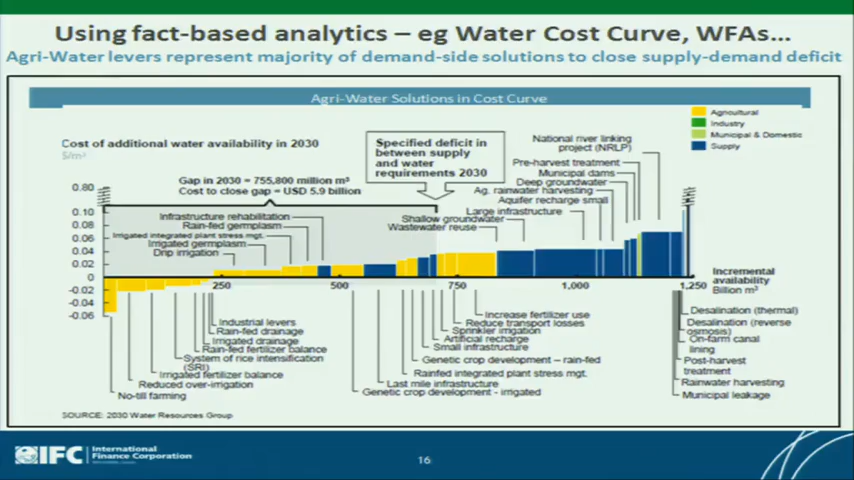 Using fact-based analytics – eg Water Cost Curve, WFAs...
Agri-Water levers represent majority of demand-side solutions to close supply-demand deficit
Agri-Water Solutions in Cost Curve
Agricultural
Industry
Municipal & Domestic
Supply
Cost of additional water availability in 2030
$/m³
Specified deficit in
between supply
and water
requirements 2030
Gap in 2030 = 755,800 million m³
Cost to close gap = USD 5.9 billion
National river linking
project (NRLP)
Pre-harvest treatment
Municipal dams
Deep groundwater
Ag. rainwater harvesting
Aquifer recharge small
Large infrastructure
Shallow groundwater
Wastewater reuse
Infrastructure rehabilitation
Rain-fed germplasm
Irrigated integrated plant stress mgt.
Irrigated germplasm
Drip irrigation
0.80
0.10
0.08
0.06
0.04
0.02
0
-0.02
-0.04
-0.06
250
500
750
1,000
1,250
Incremental
availability
Billion m³
Industrial levers
Rain-fed drainage
Irrigated drainage
Rain-fed fertilizer balance
System of rice intensification
(SRI)
Irrigated fertilizer balance
Reduced over-irrigation
No-till farming
Increase fertilizer use
Reduce transport losses
Sprinkler irrigation
Artificial recharge
Small infrastructure
Genetic crop development – rain-fed
Rainfed integrated plant stress mgt.
Last mile infrastructure
Genetic crop development - irrigated
Desalination (thermal)
Desalination (reverse
osmosis)
On-farm canal
lining
Post-harvest
treatment
Rainwater harvesting
Municipal leakage
SOURCE: 2030 Water Resources Group
IFC
International
Finance Corporation
16